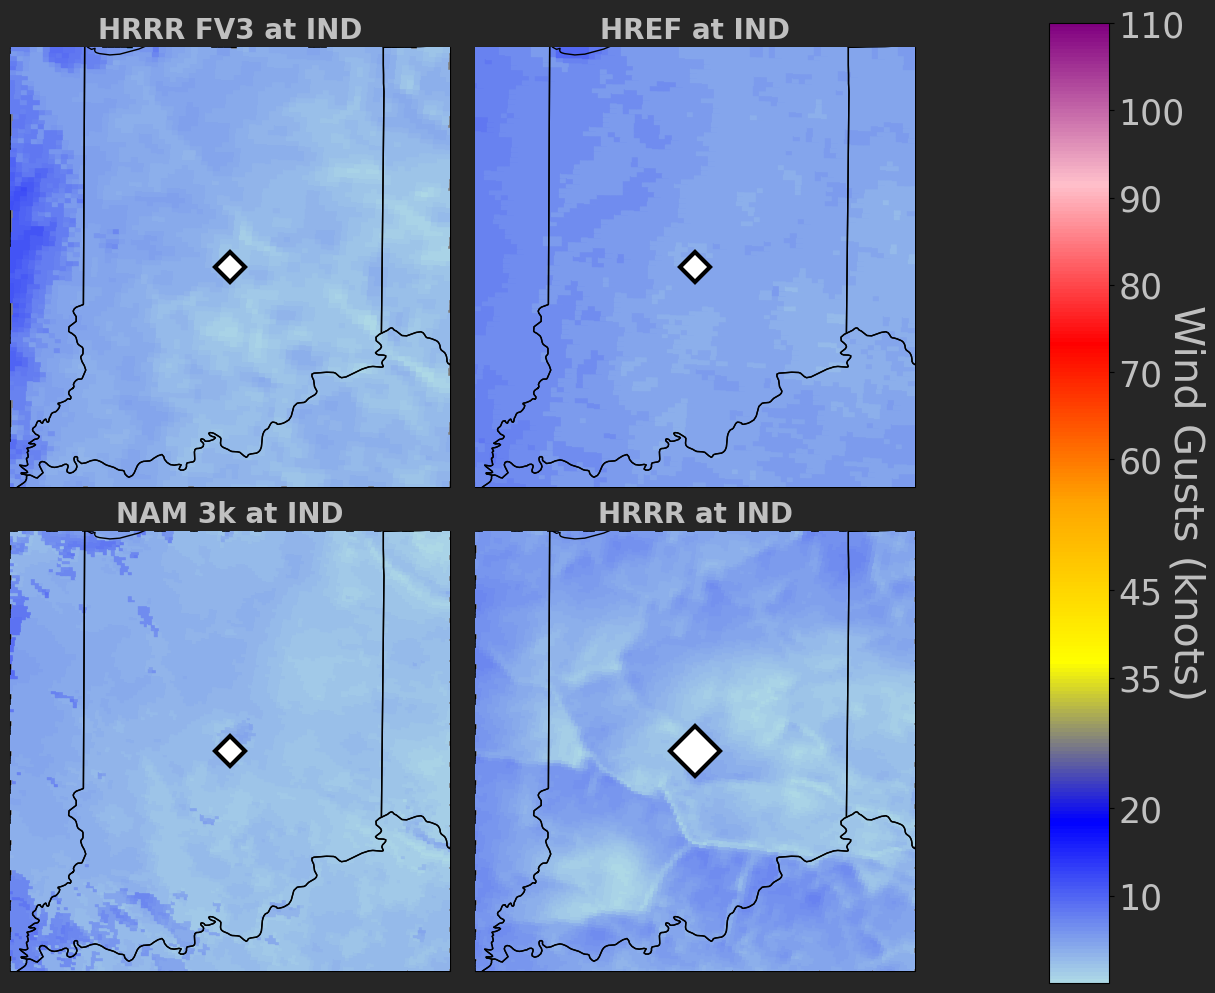 HRRR FV3 at IND
HREF at IND
NAM 3k at IND
HRRR at IND
110
100
90
80
70
60
45
35
20
10
Wind Gusts (knots)